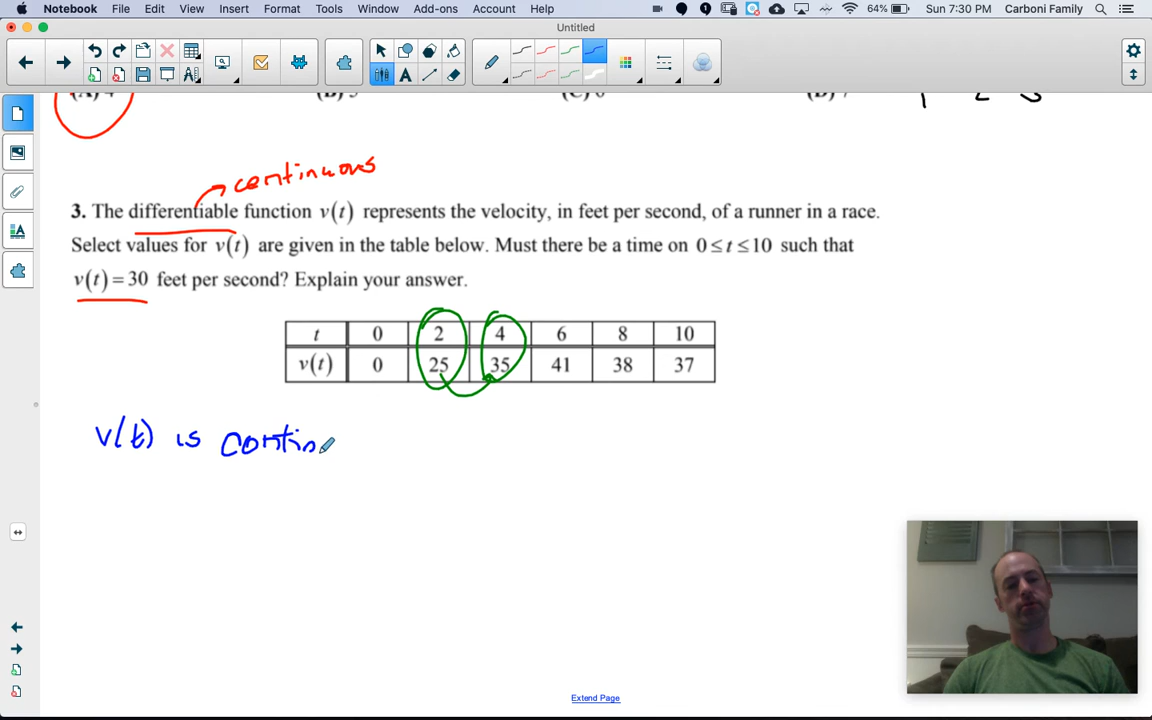 Notebook File Edit View Insert Format Tools Window Add-ons Account Help 64% Sun 7:30 PM Carboni Family
Untitled
continuous
3. The differentiable function v(t) represents the velocity, in feet per second, of a runner in a race.
Select values for v(t) are given in the table below. Must there be a time on 0 ≤ t ≤ 10 such that
v(t) = 30 feet per second? Explain your answer.
t 0 2 4 6 8 10
v(t) 0 25 35 41 38 37
v(t) is contin
Extend Page